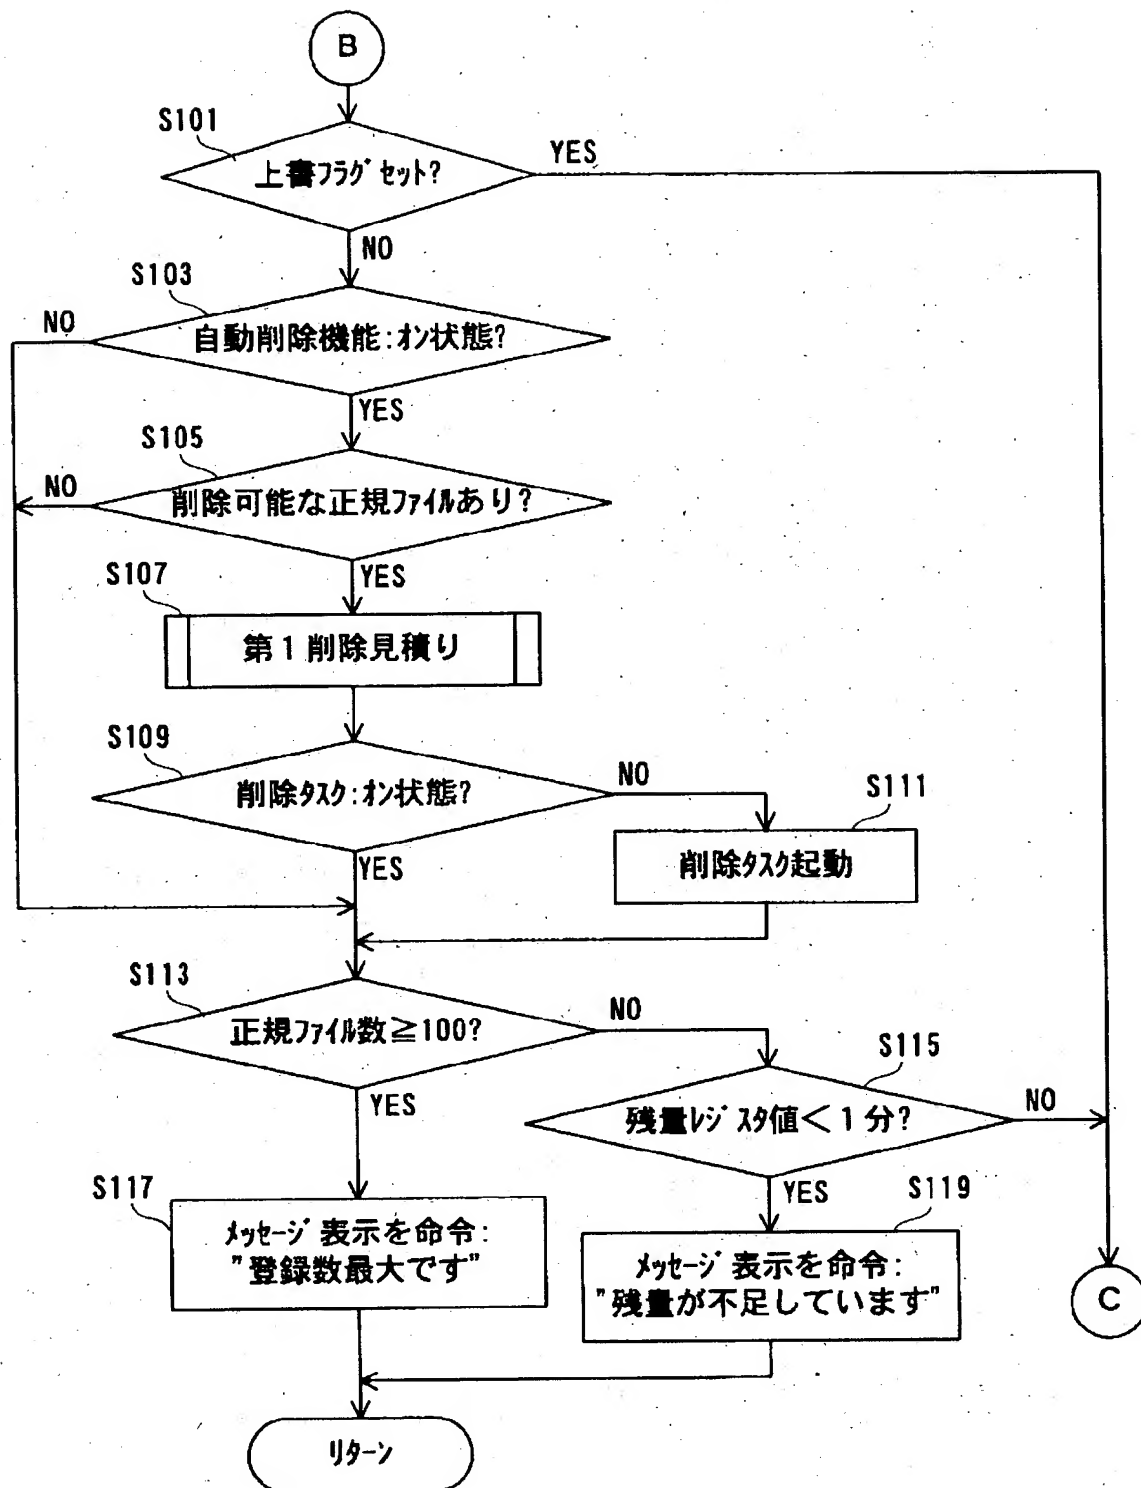 B
S101
上書フラグセット?
YES
NO
S103
自動削除機能:オン状態?
NO
YES
S105
削除可能な正規ファイルあり?
NO
YES
S107
第1削除見積り
S109
削除タスク:オン状態?
NO
YES
S111
削除タスク起動
S113
正規ファイル数≧100?
NO
YES
S115
残量レジスタ値<1分?
NO
YES
S117
メッセージ表示を命令:
"登録数最大です"
S119
メッセージ表示を命令:
"残量が不足しています"
C
リターン